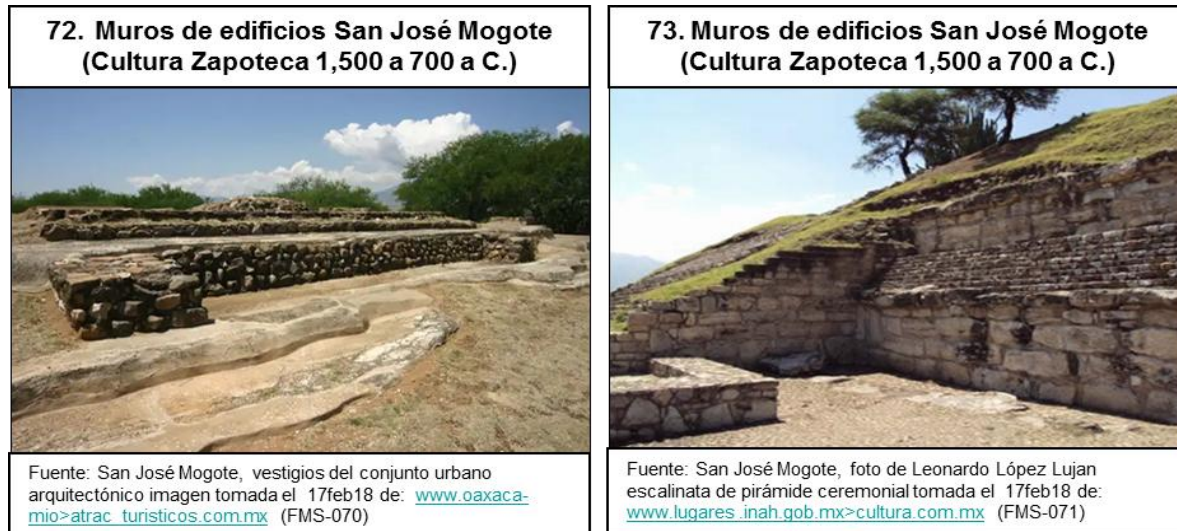 72. Muros de edificios San José Mogote
(Cultura Zapoteca 1,500 a 700 a C.)
Fuente: San José Mogote, vestigios del conjunto urbano
arquitectónico imagen tomada el 17feb18 de: www.oaxaca-
mio>atrac turisticos.com.mx (FMS-070)
73. Muros de edificios San José Mogote
(Cultura Zapoteca 1,500 a 700 a C.)
Fuente: San José Mogote, foto de Leonardo López Lujan
escalinata de pirámide ceremonial tomada el 17feb18 de:
www.lugares .inah.gob.mx>cultura.com.mx (FMS-071)